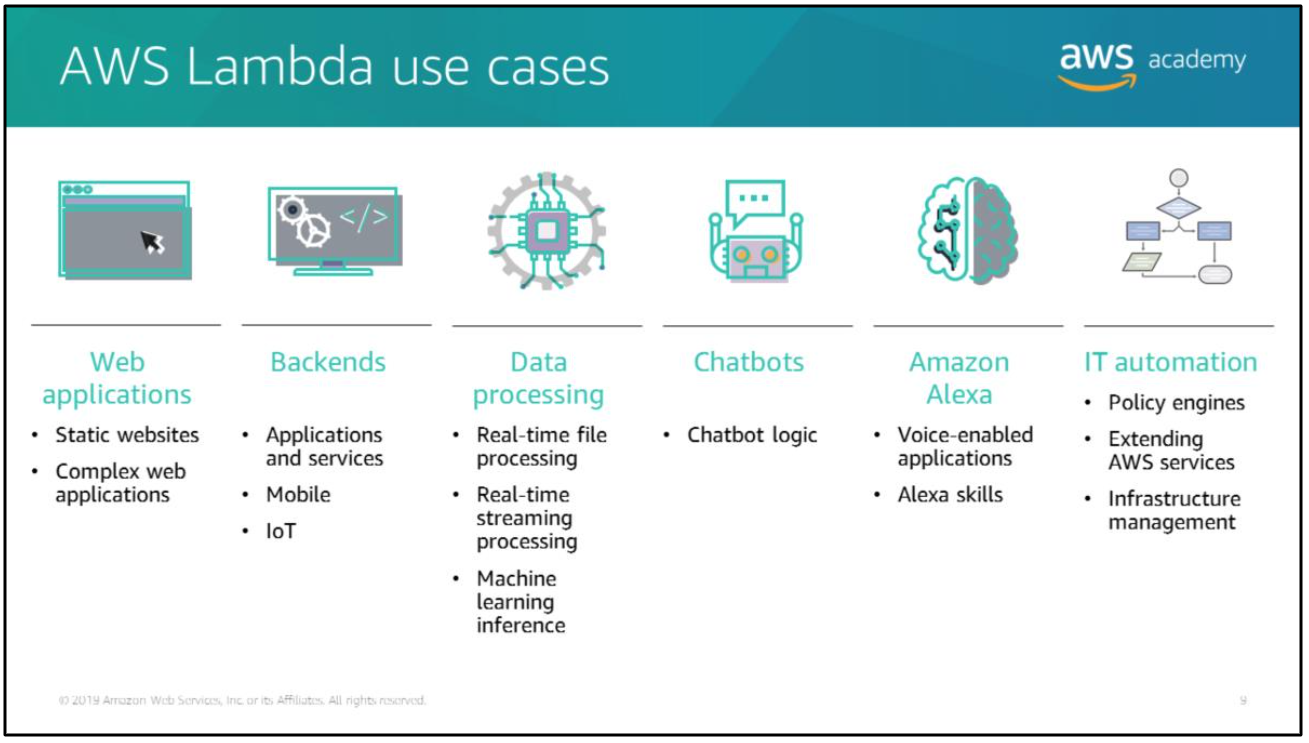 AWS Lambda use cases
aws academy
</>
Web
applications
• Static websites
• Complex web
applications
Backends
• Applications
and services
• Mobile
• IoT
Data
processing
• Real-time file
processing
• Real-time
streaming
processing
• Machine
learning
inference
Chatbots
• Chatbot logic
Amazon
Alexa
• Voice-enabled
applications
• Alexa skills
IT automation
• Policy engines
• Extending
AWS services
• Infrastructure
management
© 2019 Amazon Web Services, Inc. or its Affiliates. All rights reserved.
9